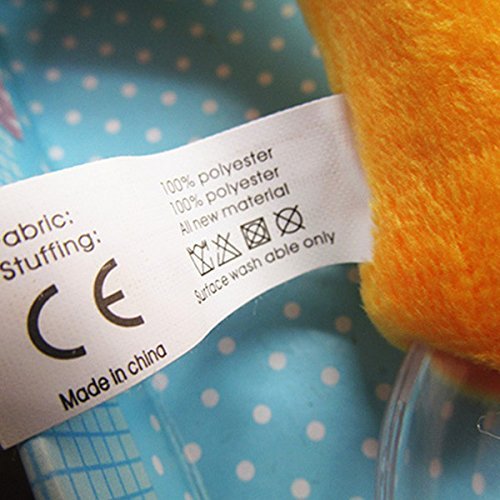 abric: 100% polyester
Stuffing: 100% polyester
All new material
CE
Surface wash able only
Made in china